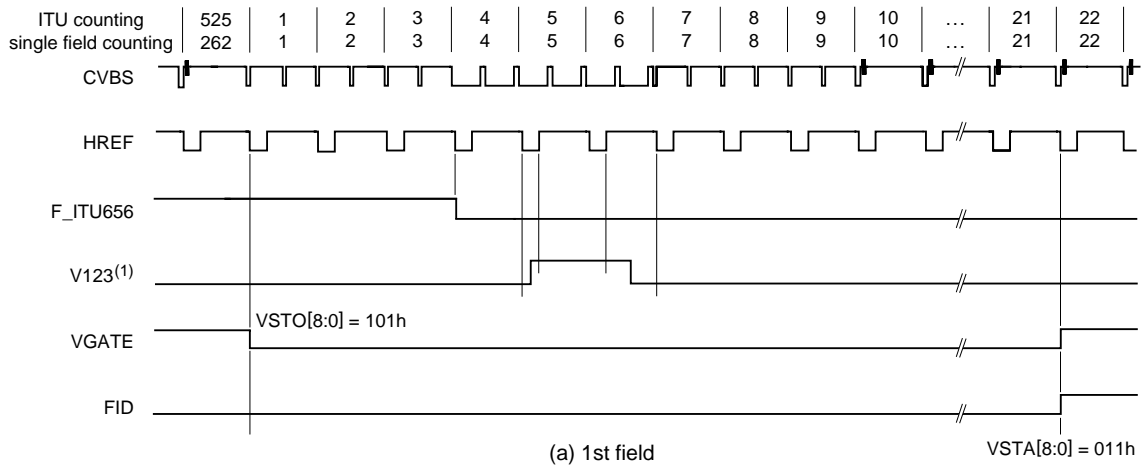 ITU counting 525 1 2 3 4 5 6 7 8 9 10 ... 21 22
single field counting 262 1 2 3 4 5 6 7 8 9 10 ... 21 22
CVBS
HREF
F_ITU656
V123(1)
VSTO[8:0] = 101h
VGATE
FID
(a) 1st field
VSTA[8:0] = 011h